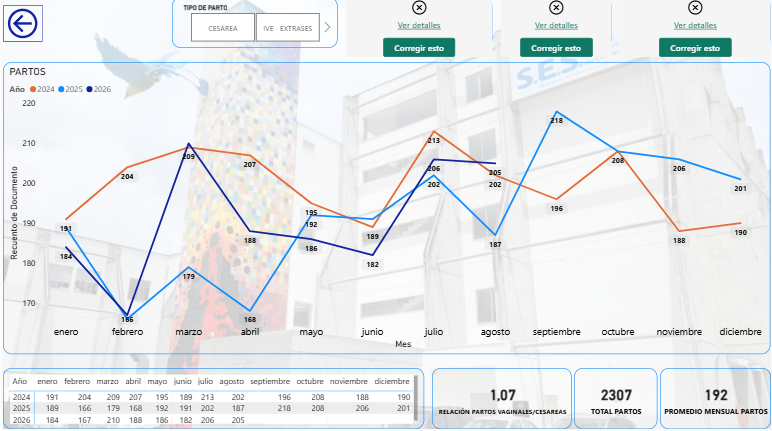 TIPO DE PARTO
CESÁREA
IVE - EXTRASES
Ver detalles
Ver detalles
Ver detalles
Corregir esto
Corregir esto
Corregir esto
PARTOS
S.E.S.
Año 2024 2025 2026
Recuento de Documento
220
210
200
190
180
170
191
184
204
166
209
179
207
188
168
195
192
186
189
182
213
206
202
205
202
187
218
196
208
206
188
201
190
enero febrero marzo abril mayo junio julio agosto septiembre octubre noviembre diciembre
Mes
Año enero febrero marzo abril mayo junio julio agosto septiembre octubre noviembre diciembre
2024 191 204 209 207 195 189 213 202 196 208 188 190
2025 189 166 179 168 192 191 202 187 218 208 206 201
2026 184 167 210 188 186 182 206 205
1,07
RELACIÓN PARTOS VAGINALES/CESAREAS
2307
TOTAL PARTOS
192
PROMEDIO MENSUAL PARTOS